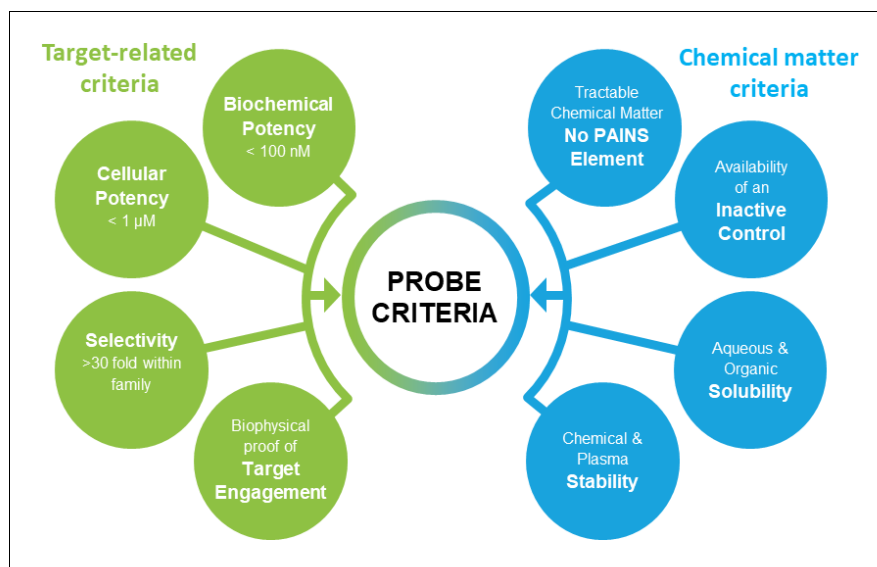 Target-related
criteria
Biochemical
Potency
< 100 nM
Cellular
Potency
< 1 µM
Selectivity
>30 fold within
family
Biophysical
proof of
Target
Engagement
PROBE
CRITERIA
Chemical matter
criteria
Tractable
Chemical Matter
No PAINS
Element
Availability
of an
Inactive
Control
Aqueous &
Organic
Solubility
Chemical &
Plasma
Stability